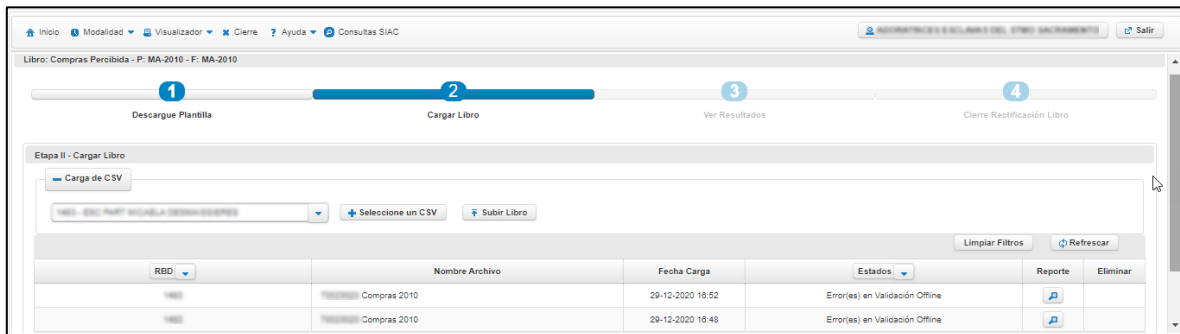 Inicio Modalidad Visualizador Cierre ? Ayuda Consultas SIAC Salir
Libro: Compras Percibida - P: MA-2010 - F: MA-2010
1 2 3 4
Descargue Plantilla Cargar Libro Ver Resultados Cierre Rectificación Libro
Etapa II - Cargar Libro
Carga de CSV
Seleccione un CSV Subir Libro
Limpiar Filtros Refrescar
RBD Nombre Archivo Fecha Carga Estados Reporte Eliminar
Compras 2010 29-12-2020 16:52 Error(es) en Validación Offline
Compras 2010 29-12-2020 16:48 Error(es) en Validación Offline